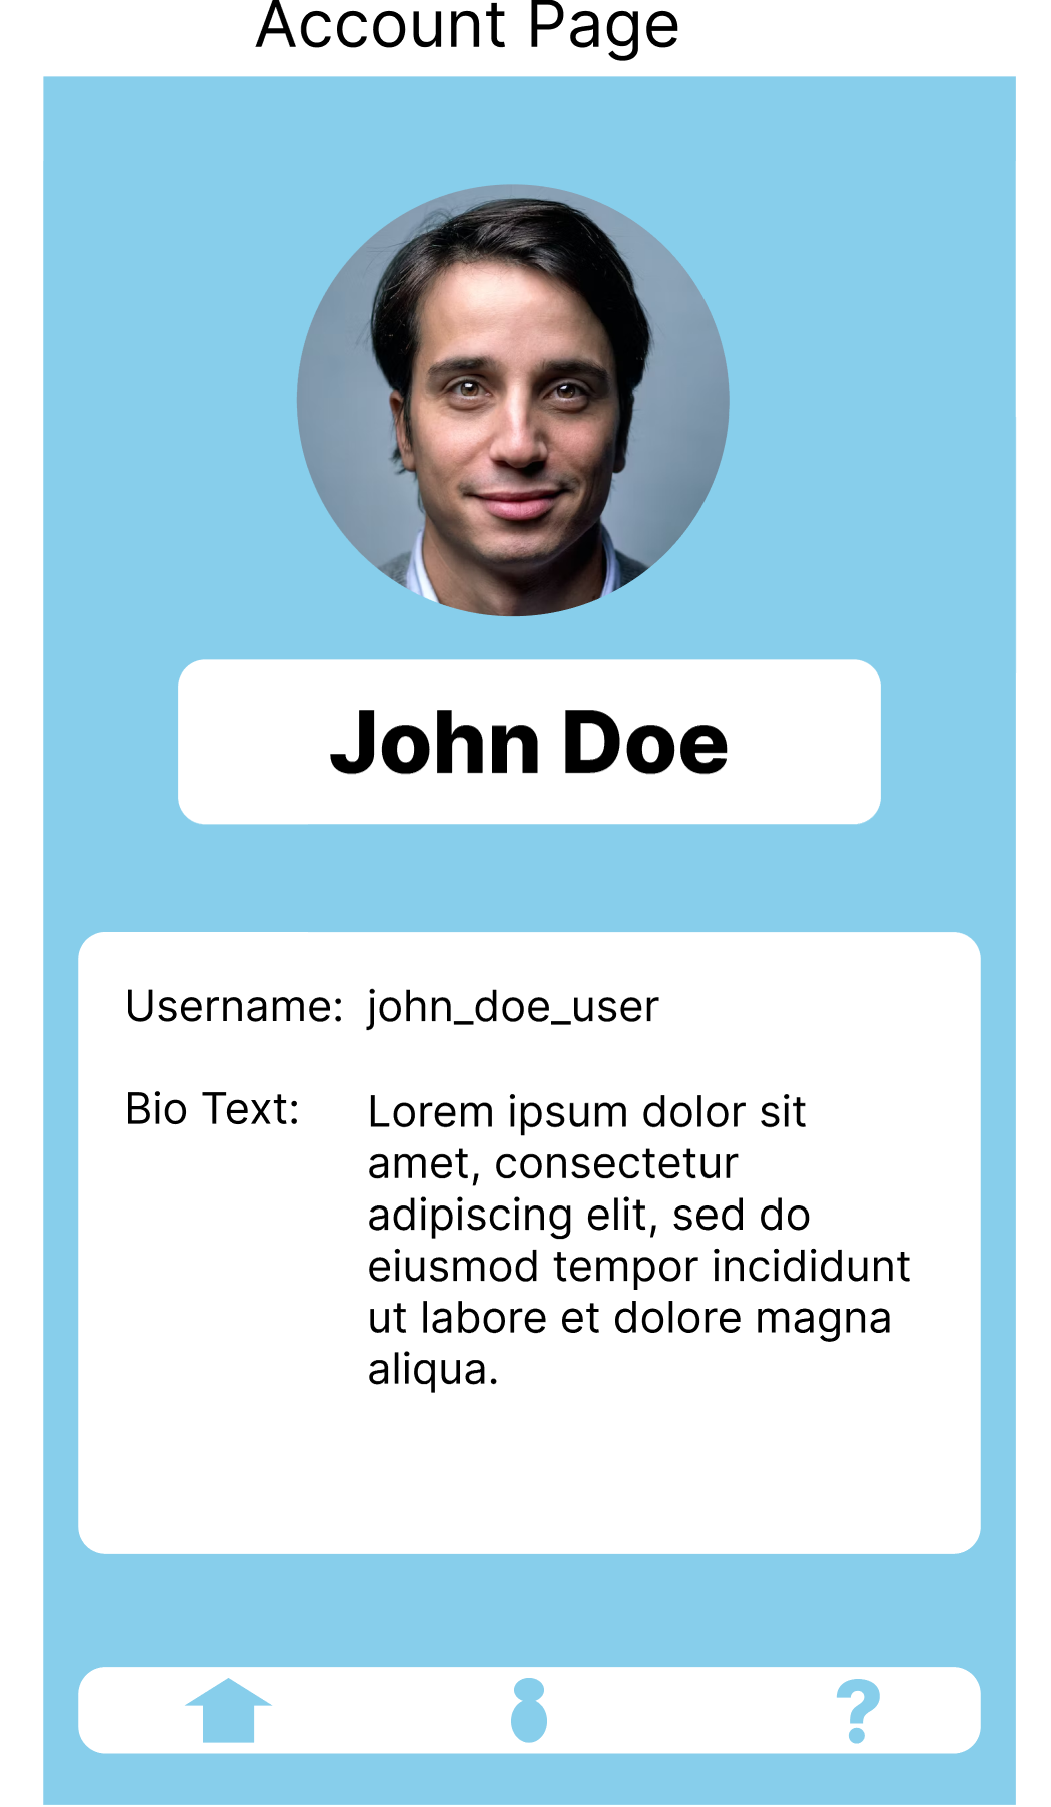 Account Page
John Doe
Username: john_doe_user
Bio Text: Lorem ipsum dolor sit
amet, consectetur
adipiscing elit, sed do
eiusmod tempor incididunt
ut labore et dolore magna
aliqua.
?